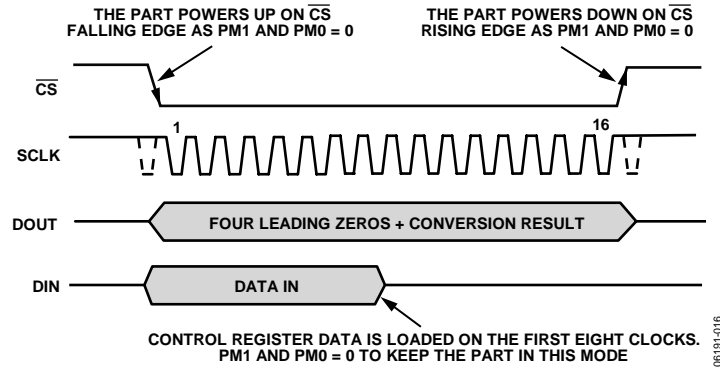 THE PART POWERS UP ON CS
FALLING EDGE AS PM1 AND PM0 = 0
THE PART POWERS DOWN ON CS
RISING EDGE AS PM1 AND PM0 = 0
CS
1
16
SCLK
DOUT
FOUR LEADING ZEROS + CONVERSION RESULT
DIN
DATA IN
CONTROL REGISTER DATA IS LOADED ON THE FIRST EIGHT CLOCKS.
PM1 AND PM0 = 0 TO KEEP THE PART IN THIS MODE
06191-016